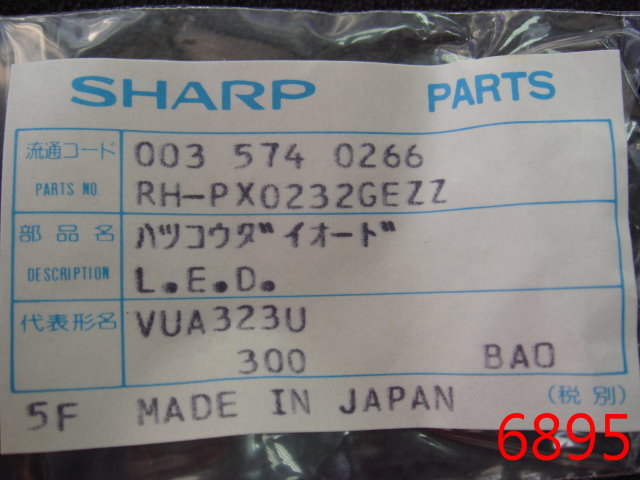 SHARP PARTS
流通コード 003 574 0266
PARTS NO RH-PX0232GEZZ
部品名 ハツコウダイオード
DESCRIPTION L.E.D.
代表形名 VUA323U
300 BAO
5F MADE IN JAPAN (税別)
6895